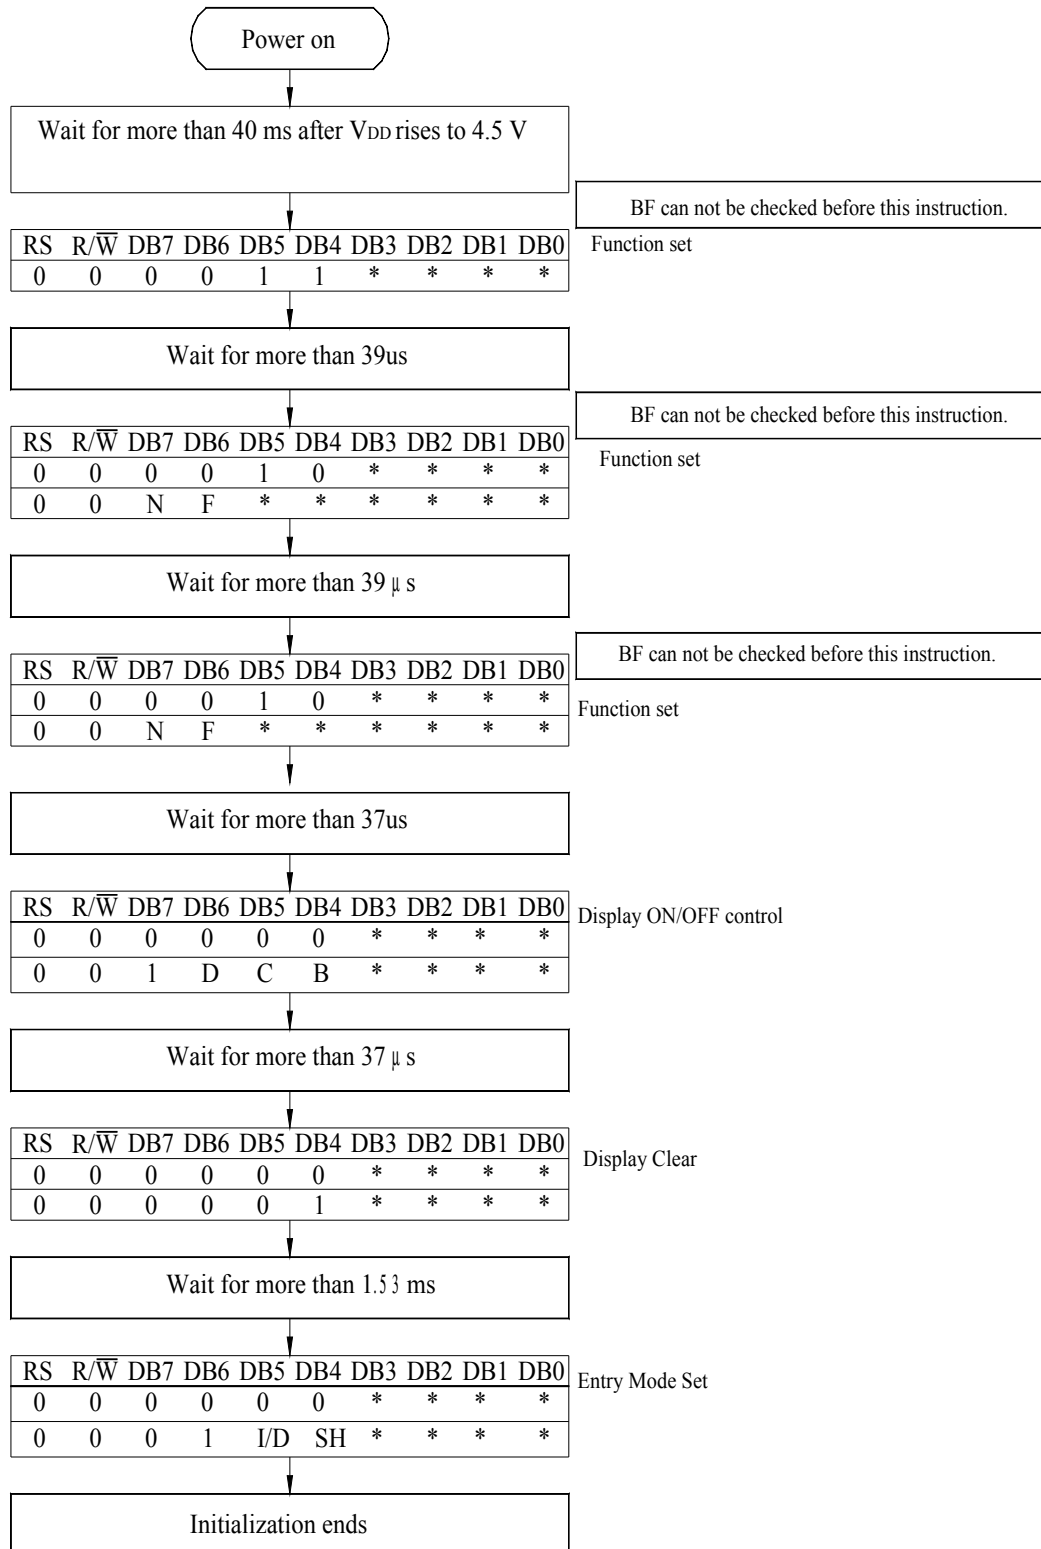 Power on
Wait for more than 40 ms after VDD rises to 4.5 V
BF can not be checked before this instruction.
RS R/W̅ DB7 DB6 DB5 DB4 DB3 DB2 DB1 DB0
Function set
0 0 0 0 1 1 * * * *
Wait for more than 39us
BF can not be checked before this instruction.
RS R/W̅ DB7 DB6 DB5 DB4 DB3 DB2 DB1 DB0
Function set
0 0 0 0 1 0 * * * *
0 0 N F * * * * * *
Wait for more than 39 μ s
BF can not be checked before this instruction.
RS R/W̅ DB7 DB6 DB5 DB4 DB3 DB2 DB1 DB0
0 0 0 0 1 0 * * * *
Function set
0 0 N F * * * * * *
Wait for more than 37us
RS R/W̅ DB7 DB6 DB5 DB4 DB3 DB2 DB1 DB0
Display ON/OFF control
0 0 0 0 0 0 * * * *
0 0 1 D C B * * * *
Wait for more than 37 μ s
RS R/W̅ DB7 DB6 DB5 DB4 DB3 DB2 DB1 DB0
Display Clear
0 0 0 0 0 0 * * * *
0 0 0 0 0 1 * * * *
Wait for more than 1.53 ms
RS R/W̅ DB7 DB6 DB5 DB4 DB3 DB2 DB1 DB0
Entry Mode Set
0 0 0 0 0 0 * * * *
0 0 0 1 I/D SH * * * *
Initialization ends